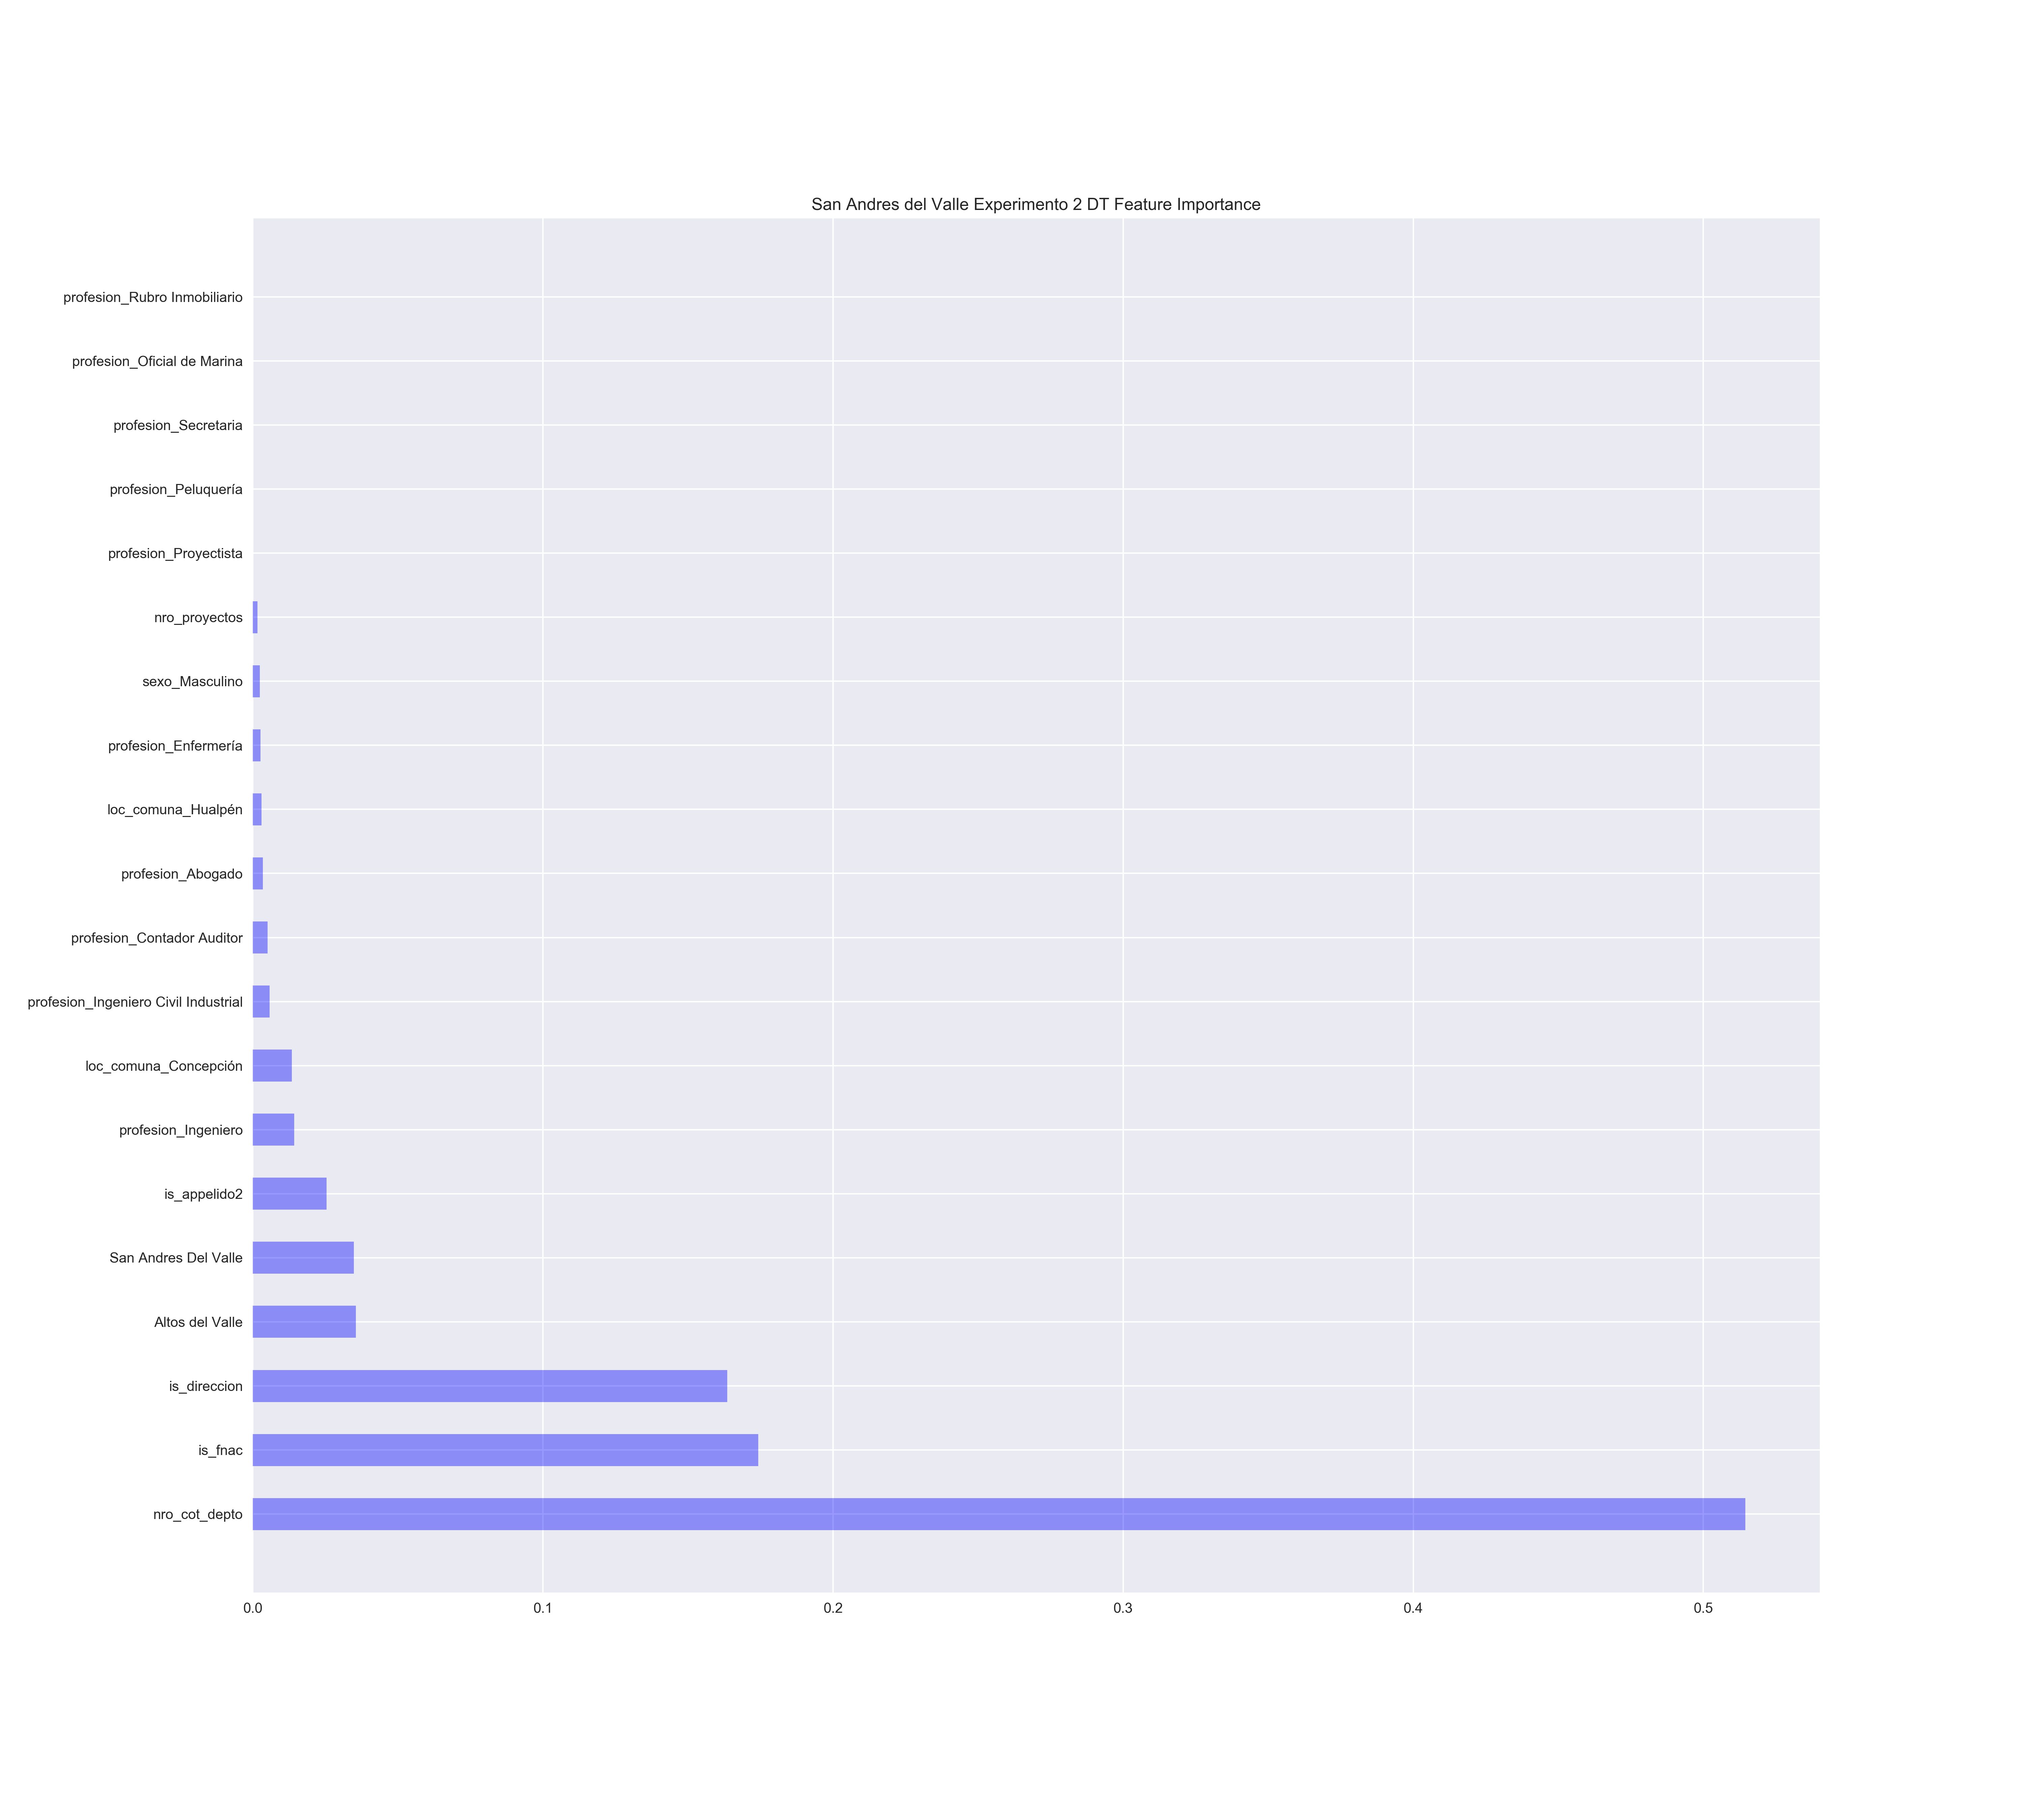 San Andres del Valle Experimento 2 DT Feature Importance
profesion_Rubro Inmobiliario
profesion_Oficial de Marina
profesion_Secretaria
profesion_Peluquería
profesion_Proyectista
nro_proyectos
sexo_Masculino
profesion_Enfermería
loc_comuna_Hualpén
profesion_Abogado
profesion_Contador Auditor
profesion_Ingeniero Civil Industrial
loc_comuna_Concepción
profesion_Ingeniero
is_appelido2
San Andres Del Valle
Altos del Valle
is_direccion
is_fnac
nro_cot_depto
0.0 0.1 0.2 0.3 0.4 0.5